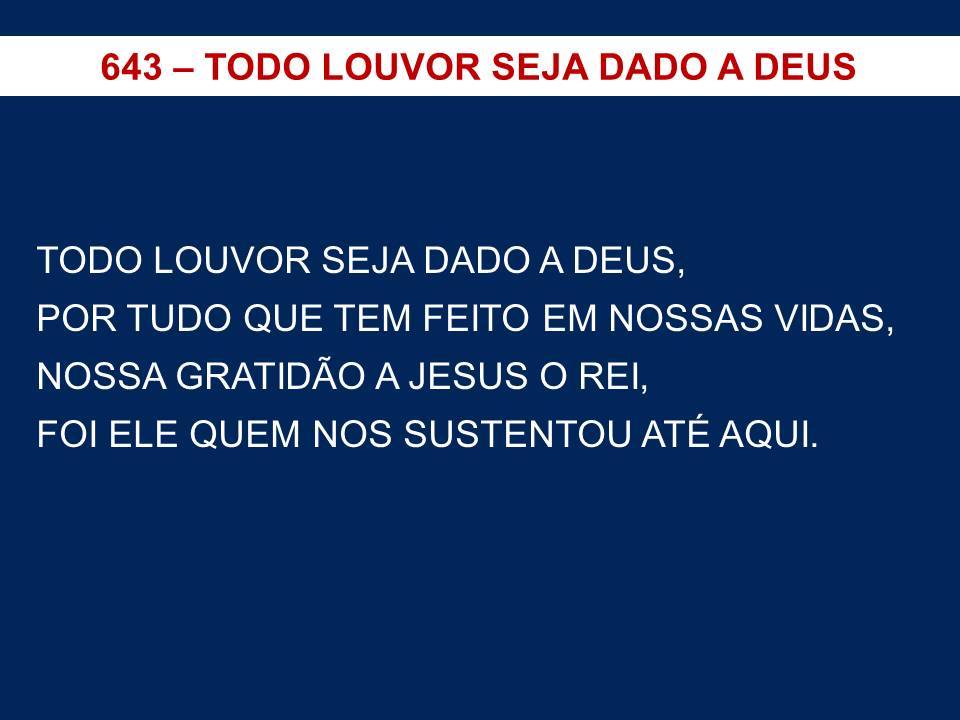 643 – TODO LOUVOR SEJA DADO A DEUS
TODO LOUVOR SEJA DADO A DEUS,
POR TUDO QUE TEM FEITO EM NOSSAS VIDAS,
NOSSA GRATIDÃO A JESUS O REI,
FOI ELE QUEM NOS SUSTENTOU ATÉ AQUI.